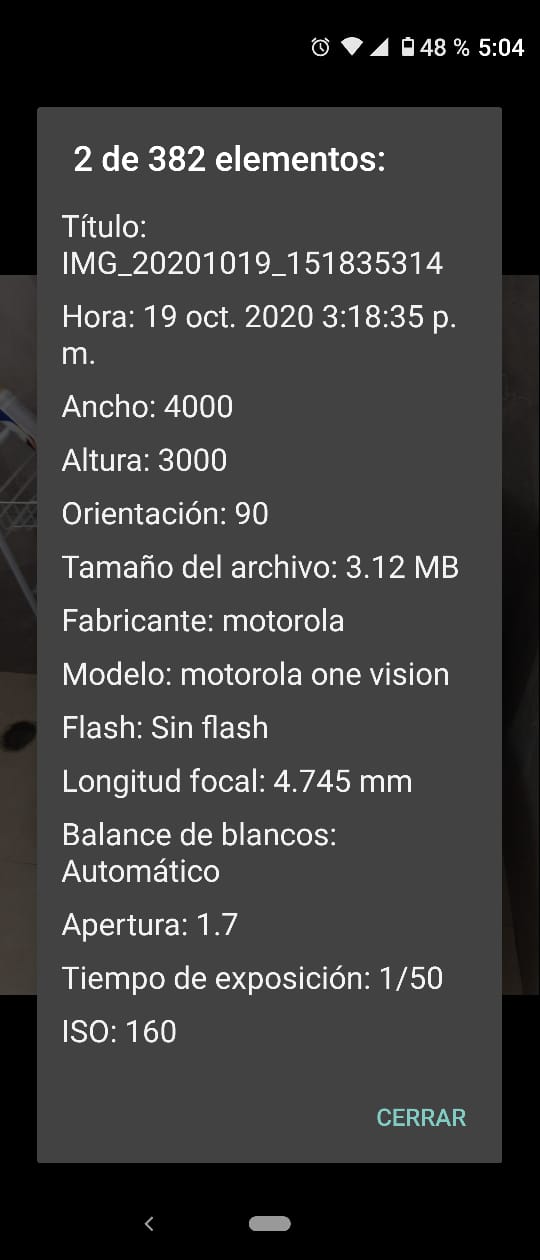 48 % 5:04
2 de 382 elementos:
Título:
IMG_20201019_151835314
Hora: 19 oct. 2020 3:18:35 p.
m.
Ancho: 4000
Altura: 3000
Orientación: 90
Tamaño del archivo: 3.12 MB
Fabricante: motorola
Modelo: motorola one vision
Flash: Sin flash
Longitud focal: 4.745 mm
Balance de blancos:
Automático
Apertura: 1.7
Tiempo de exposición: 1/50
ISO: 160
CERRAR